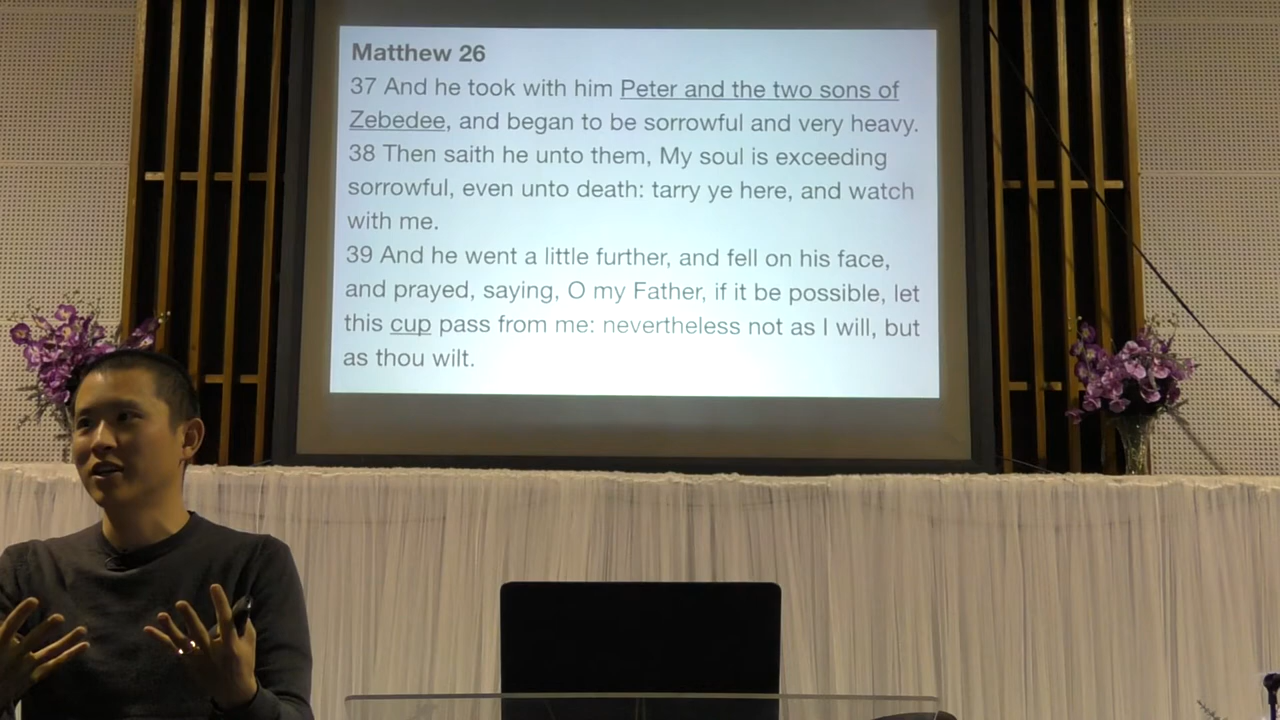 Matthew 26
37 And he took with him Peter and the two sons of
Zebedee, and began to be sorrowful and very heavy.
38 Then saith he unto them, My soul is exceeding
sorrowful, even unto death: tarry ye here, and watch
with me.
39 And he went a little further, and fell on his face,
and prayed, saying, O my Father, if it be possible, let
this cup pass from me: nevertheless not as I will, but
as thou wilt.